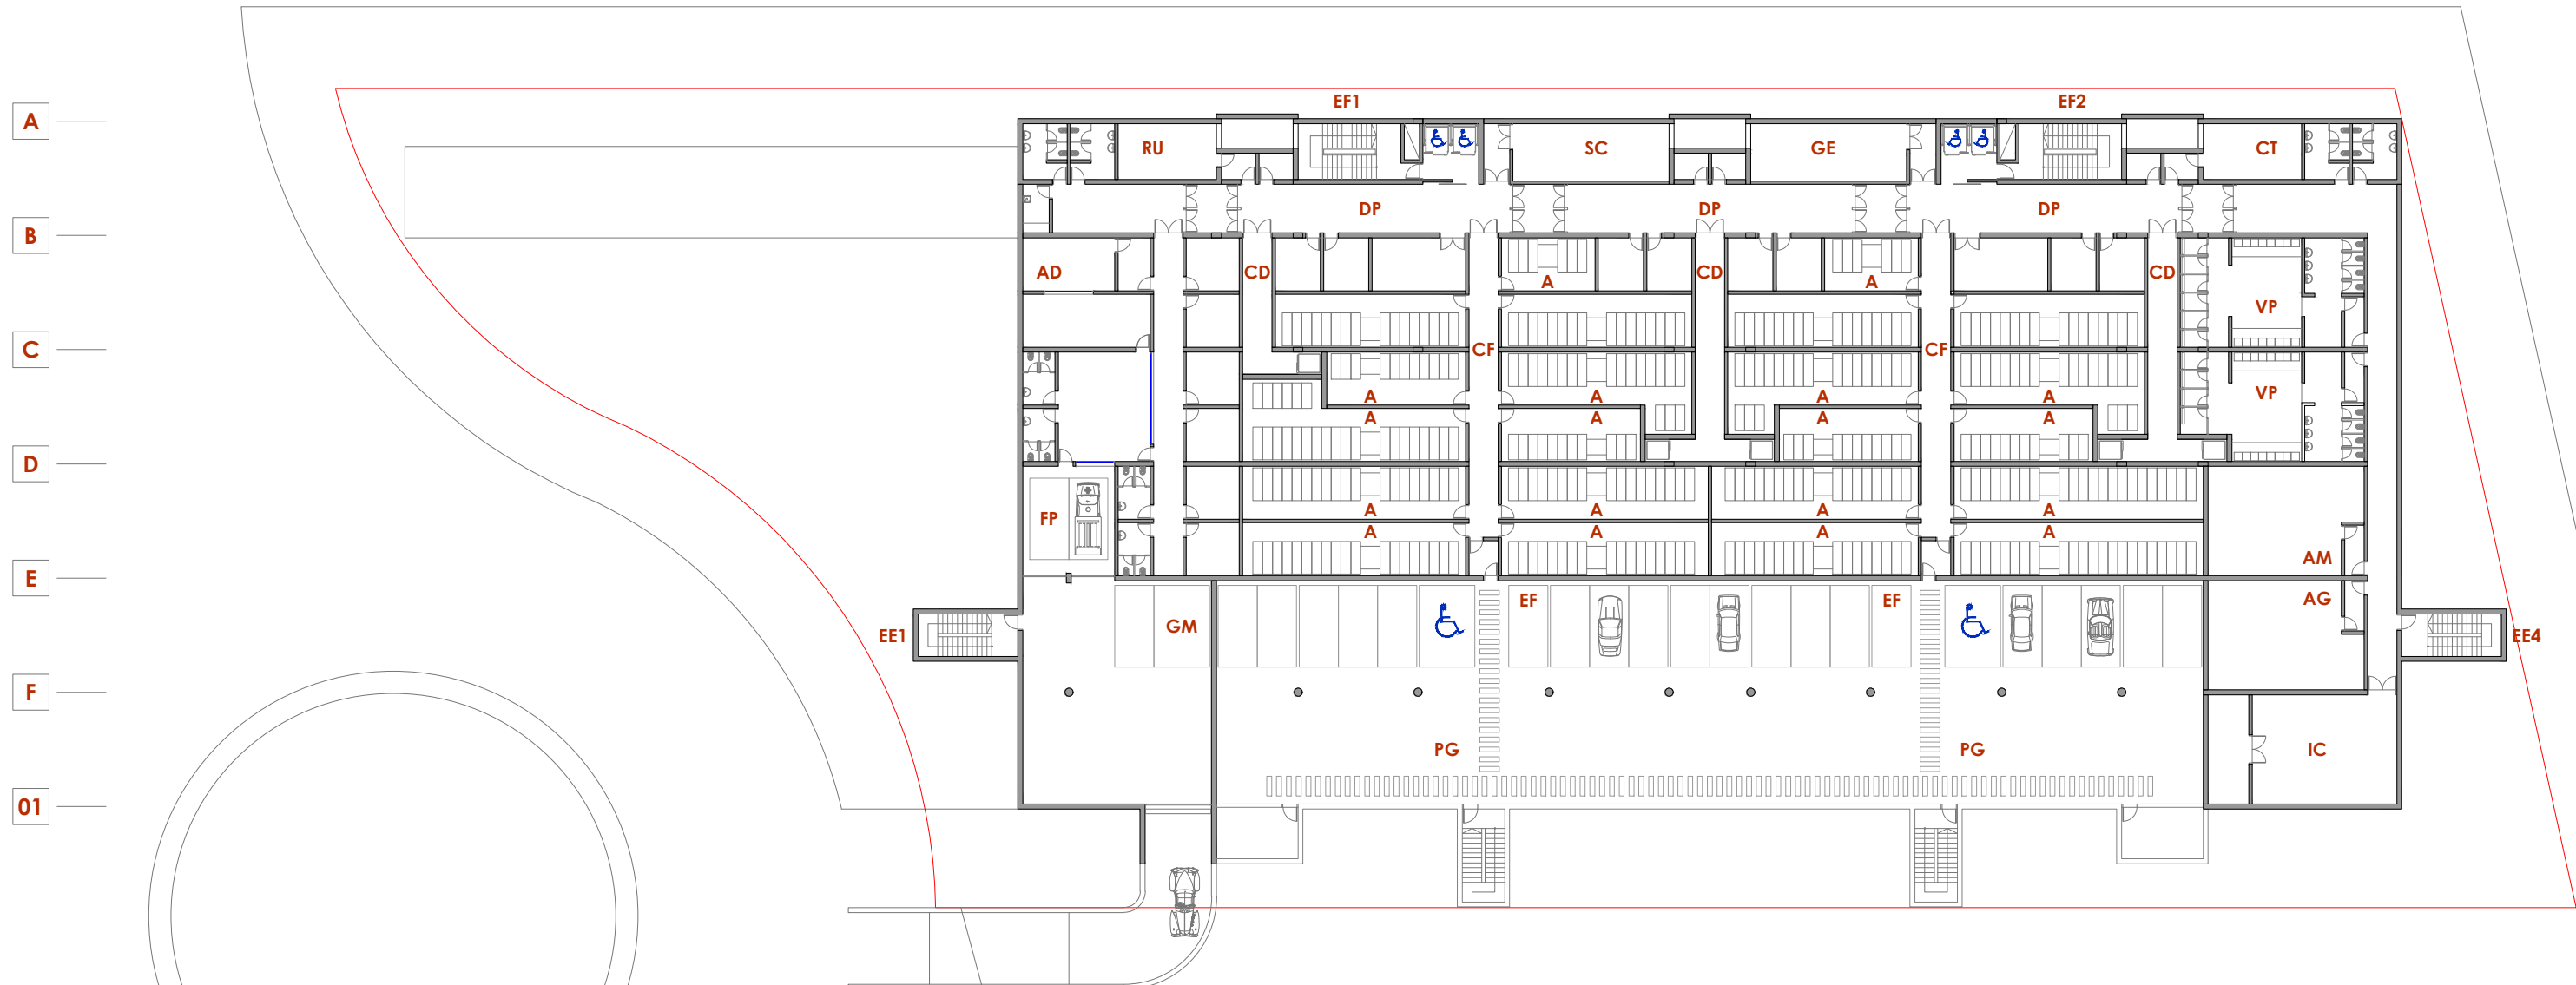 EF1 EF2
A
RU SC GE CT
B DP DP DP
AD CD CD CD
A A
VP
C CF CF
VP
A A A A
A A A A
D
A A A A
FP
A A A A
AM
E
EF EF AG
GM
EE1 EE4
F
PG PG IC
01